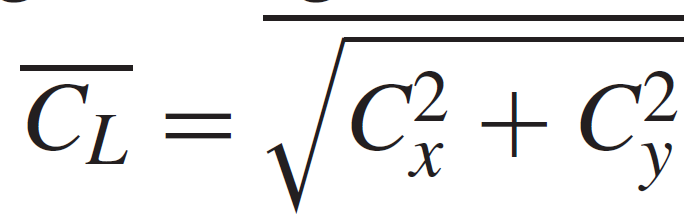 $\overline{C_L} = \overline{\sqrt{C_x^2 + C_y^2}}$